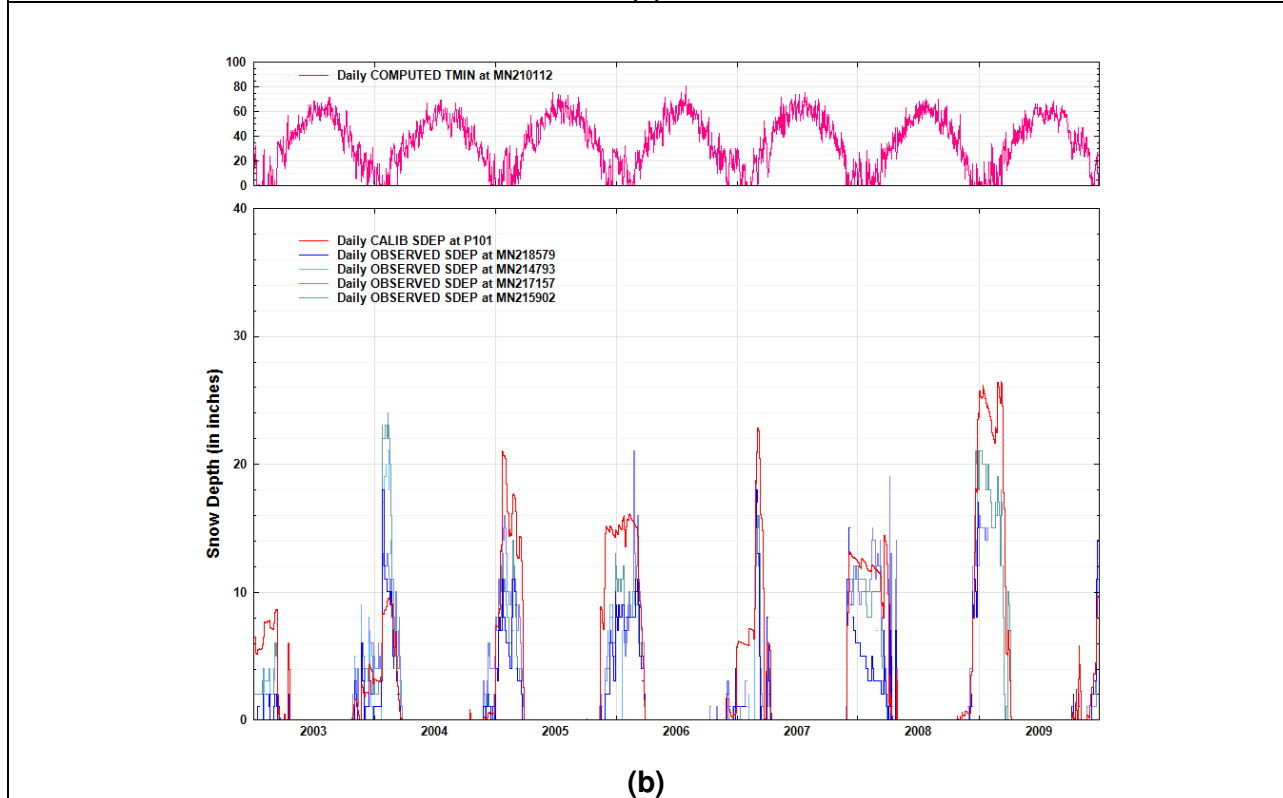 100
80
60
40
20
0
Daily COMPUTED TMIN at MN210112
40
30
20
10
0
Snow Depth (in inches)
Daily CALIB SDEP at P101
Daily OBSERVED SDEP at MN218579
Daily OBSERVED SDEP at MN214793
Daily OBSERVED SDEP at MN217157
Daily OBSERVED SDEP at MN215902
2003 2004 2005 2006 2007 2008 2009
(b)